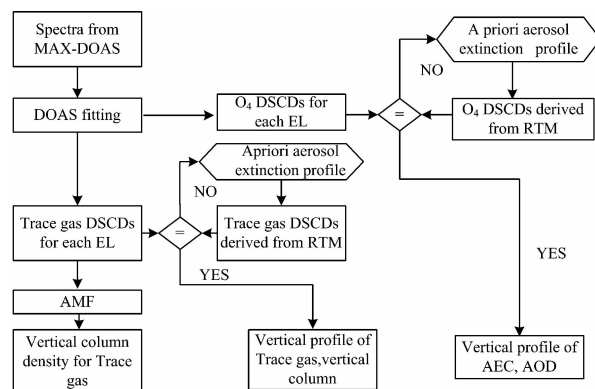 Spectra from
MAX-DOAS
DOAS fitting
O₄ DSCDs for
each EL
=
NO
A priori aerosol
extinction profile
O₄ DSCDs derived
from RTM
Apriori aerosol
extinction profile
NO
Trace gas DSCDs
for each EL
=
Trace gas DSCDs
derived from RTM
YES
YES
AMF
Vertical column
density for Trace
gas
Vertical profile of
Trace gas,vertical
column
Vertical profile of
AEC, AOD